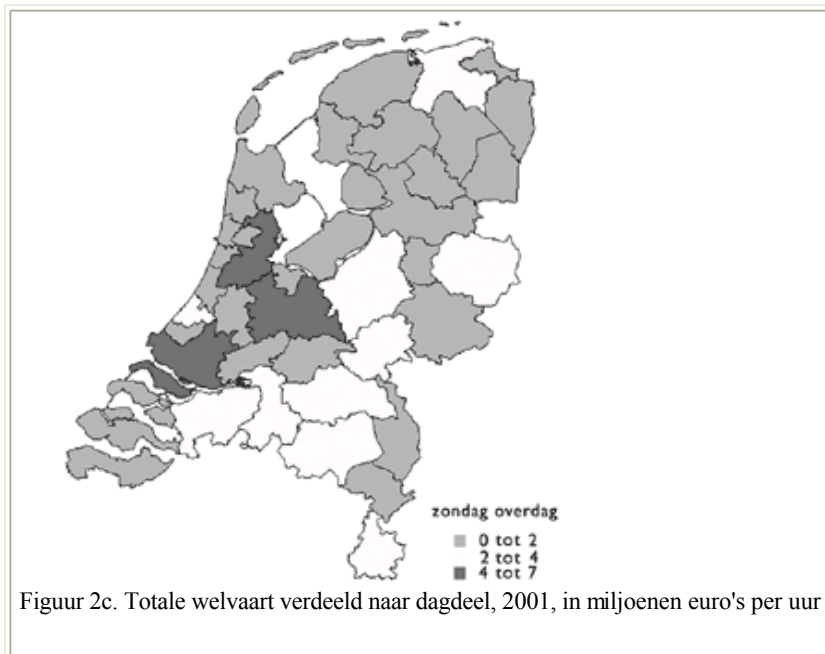 zondag overdag
0 tot 2
2 tot 4
4 tot 7
Figuur 2c. Totale welvaart verdeeld naar dagdeel, 2001, in miljoenen euro's per uur